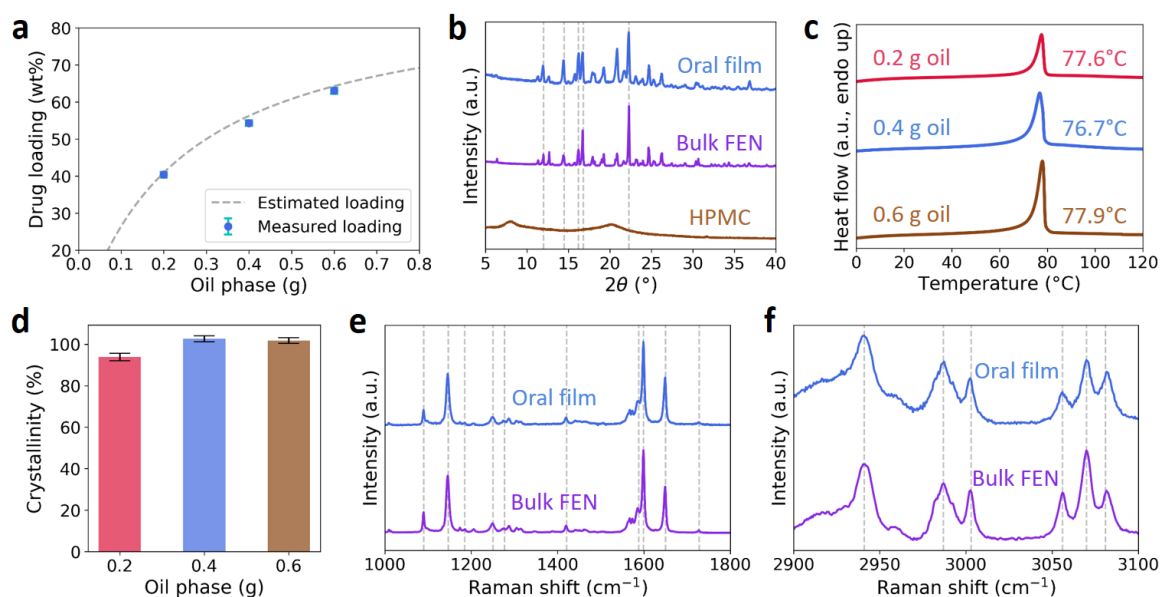 a
Drug loading (wt%)
80
70
60
50
40
30
20
0.0 0.1 0.2 0.3 0.4 0.5 0.6 0.7 0.8
Oil phase (g)
Estimated loading
Measured loading
b
Intensity (a.u.)
Oral film
Bulk FEN
HPMC
5 10 15 20 25 30 35 40
2θ (°)
c
Heat flow (a.u., endo up)
0.2 g oil 77.6°C
0.4 g oil 76.7°C
0.6 g oil 77.9°C
0 20 40 60 80 100 120
Temperature (°C)
d
Crystallinity (%)
100
80
60
40
20
0
0.2 0.4 0.6
Oil phase (g)
e
Intensity (a.u.)
Oral film
Bulk FEN
1000 1200 1400 1600 1800
Raman shift (cm⁻¹)
f
Intensity (a.u.)
Oral film
Bulk FEN
2900 2950 3000 3050 3100
Raman shift (cm⁻¹)